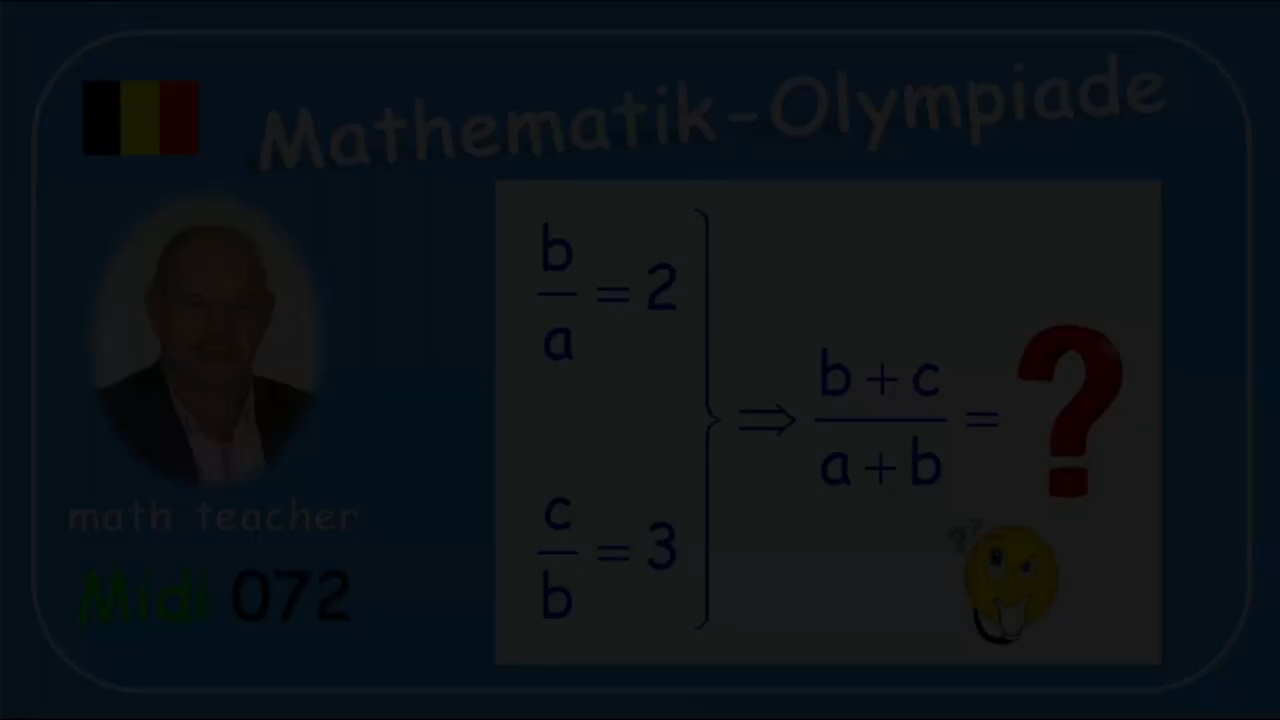 Mathematik-Olympiade
b/a = 2
c/b = 3
⇒ b + c / a + b = ?
math teacher
Midi 072